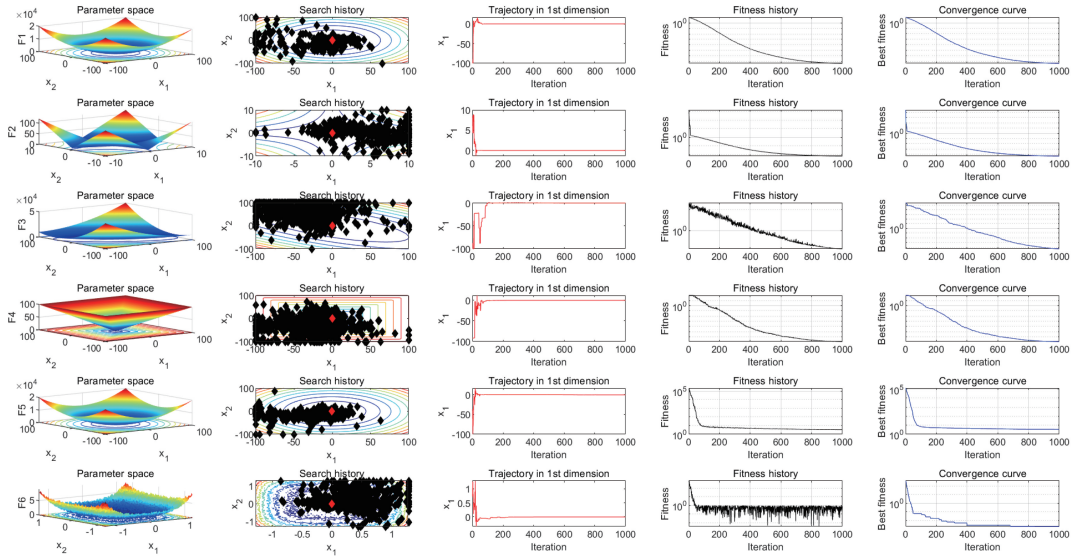 Parameter space Search history Trajectory in 1st dimension Fitness history Convergence curve
×10⁴
2
1
0
100
F1
0
-100
-100
0
100
x₂
x₁
100
0
-100
x₂
-100 -50 0 50 100
x₁
0
-50
-100
x₁
0 200 400 600 800 1000
Iteration
10⁰
Fitness
0 200 400 600 800 1000
Iteration
10⁰
Best fitness
0 200 400 600 800 1000
Iteration
Parameter space Search history Trajectory in 1st dimension Fitness history Convergence curve
100
50
0
10
F2
0
-10
-10
0
10
x₂
x₁
10
0
-10
x₂
-10 -5 0 5 10
x₁
10
5
0
x₁
0 200 400 600 800 1000
Iteration
10⁰
Fitness
0 200 400 600 800 1000
Iteration
10⁰
Best fitness
0 200 400 600 800 1000
Iteration
Parameter space Search history Trajectory in 1st dimension Fitness history Convergence curve
×10⁴
5
0
100
F3
0
-100
-100
0
100
x₂
x₁
100
0
-100
x₂
-100 -50 0 50 100
x₁
0
-50
-100
x₁
0 200 400 600 800 1000
Iteration
10⁰
Fitness
0 200 400 600 800 1000
Iteration
10⁰
Best fitness
0 200 400 600 800 1000
Iteration
Parameter space Search history Trajectory in 1st dimension Fitness history Convergence curve
100
50
0
100
F4
0
-100
-100
0
100
x₂
x₁
100
0
-100
x₂
-100 -50 0 50 100
x₁
0
-50
-100
x₁
0 200 400 600 800 1000
Iteration
10⁰
Fitness
0 200 400 600 800 1000
Iteration
10⁰
Best fitness
0 200 400 600 800 1000
Iteration
Parameter space Search history Trajectory in 1st dimension Fitness history Convergence curve
×10⁴
2
1
0
100
F5
0
-100
-100
0
100
x₂
x₁
100
0
-100
x₂
-100 -50 0 50 100
x₁
0
-50
-100
x₁
0 200 400 600 800 1000
Iteration
10⁵
10⁰
Fitness
0 200 400 600 800 1000
Iteration
10⁵
10⁰
Best fitness
0 200 400 600 800 1000
Iteration
Parameter space Search history Trajectory in 1st dimension Fitness history Convergence curve
5
0
F6
1
0
-1
-1
0
1
x₂
x₁
1
0
-1
x₂
-1 -0.5 0 0.5 1
x₁
1
0.5
0
x₁
0 200 400 600 800 1000
Iteration
10⁰
Fitness
0 200 400 600 800 1000
Iteration
10⁰
Best fitness
0 200 400 600 800 1000
Iteration